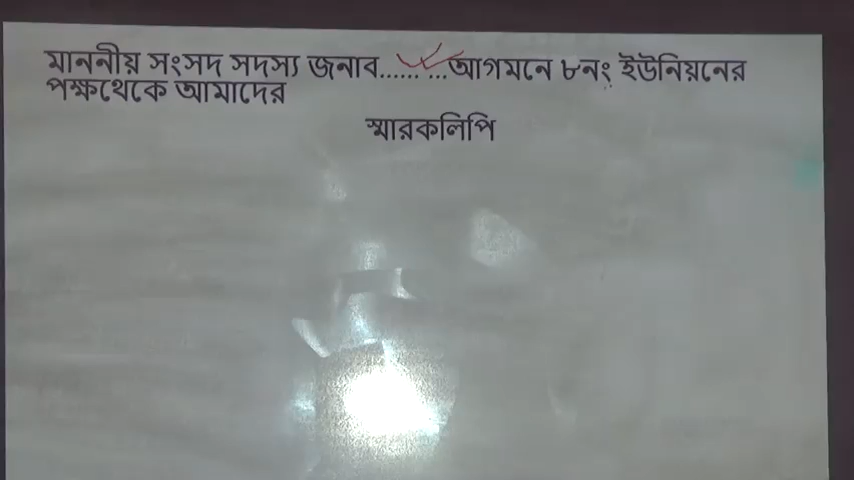 মাননীয় সংসদ সদস্য জনাব...... ...আগমনে ৮নং ইউনিয়নের
পক্ষথেকে আমাদের
স্মারকলিপি